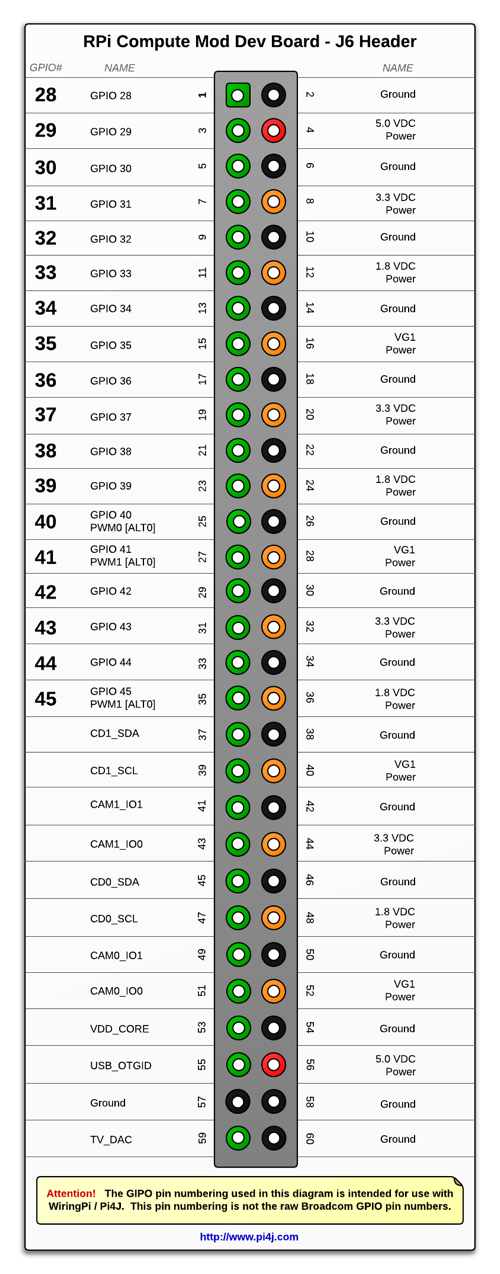 RPi Compute Mod Dev Board - J6 Header
GPIO# NAME NAME
28 GPIO 28 1 2 Ground
29 GPIO 29 3 4 5.0 VDC
Power
30 GPIO 30 5 6 Ground
31 GPIO 31 7 8 3.3 VDC
Power
32 GPIO 32 9 10 Ground
33 GPIO 33 11 12 1.8 VDC
Power
34 GPIO 34 13 14 Ground
35 GPIO 35 15 16 VG1
Power
36 GPIO 36 17 18 Ground
37 GPIO 37 19 20 3.3 VDC
Power
38 GPIO 38 21 22 Ground
39 GPIO 39 23 24 1.8 VDC
Power
40 GPIO 40 25 26 Ground
PWM0 [ALT0]
41 GPIO 41 27 28 VG1
PWM1 [ALT0] Power
42 GPIO 42 29 30 Ground
43 GPIO 43 31 32 3.3 VDC
Power
44 GPIO 44 33 34 Ground
45 GPIO 45 35 36 1.8 VDC
PWM1 [ALT0] Power
CD1_SDA 37 38 Ground
CD1_SCL 39 40 VG1
Power
CAM1_IO1 41 42 Ground
CAM1_IO0 43 44 3.3 VDC
Power
CD0_SDA 45 46 Ground
CD0_SCL 47 48 1.8 VDC
Power
CAM0_IO1 49 50 Ground
CAM0_IO0 51 52 VG1
Power
VDD_CORE 53 54 Ground
USB_OTGID 55 56 5.0 VDC
Power
Ground 57 58 Ground
TV_DAC 59 60 Ground
Attention! The GIPO pin numbering used in this diagram is intended for use with
WiringPi / Pi4J. This pin numbering is not the raw Broadcom GPIO pin numbers.
http://www.pi4j.com